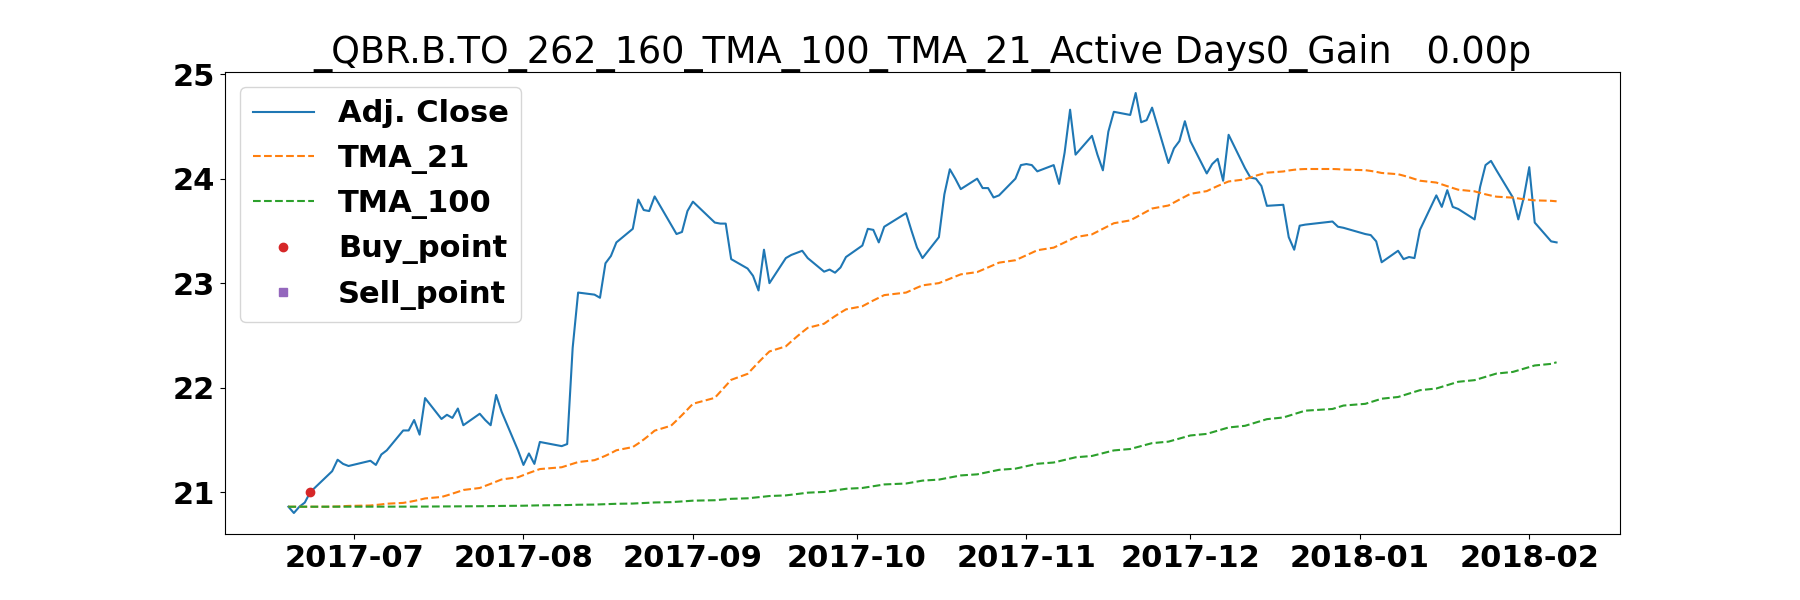 _QBR.B.TO_262_160_TMA_100_TMA_21_Active Days0_Gain   0.00p
25
24
23
22
21
Adj. Close
TMA_21
TMA_100
Buy_point
Sell_point
2017-07 2017-08 2017-09 2017-10 2017-11 2017-12 2018-01 2018-02